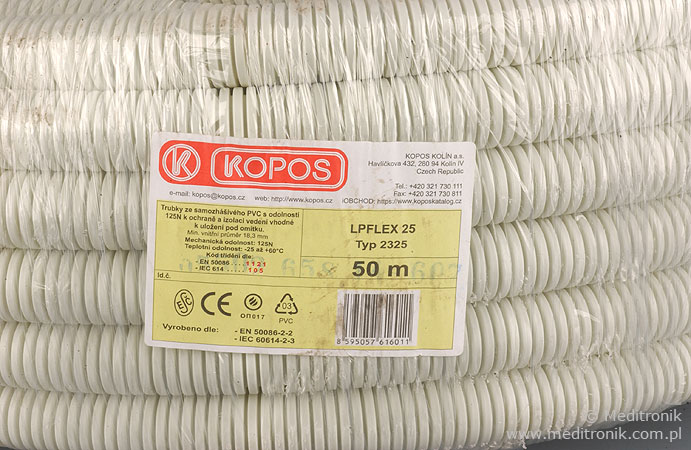 KOPOS
KOPOS KOLÍN a.s.
Havlíčkova 432, 280 94 Kolín IV
Czech Republic
Tel.: +420 321 730 111
Fax: +420 321 730 811
e-mail: kopos@kopos.cz web: http://www.kopos.cz iOBCHOD: https://www.koposkatalog.cz
Trubky ze samozhášivého PVC s odolností
125N k ochraně a izolaci vedení vhodné
k uložení pod omítku.
Min. vnitřní průměr 18,3 mm
Mechanická odolnost: 125N
Teplotní odolnost: -25 až +60°C
Kód třídění dle:
- EN 50086 1121
- IEC 614 105
Id.č.
LPFLEX 25
Typ 2325
50 m
ESČ
CE
ОП017
03
PVC
8 595057 616011
Vyrobeno dle: - EN 50086-2-2
- IEC 60614-2-3
© Meditronik
www.meditronik.com.pl